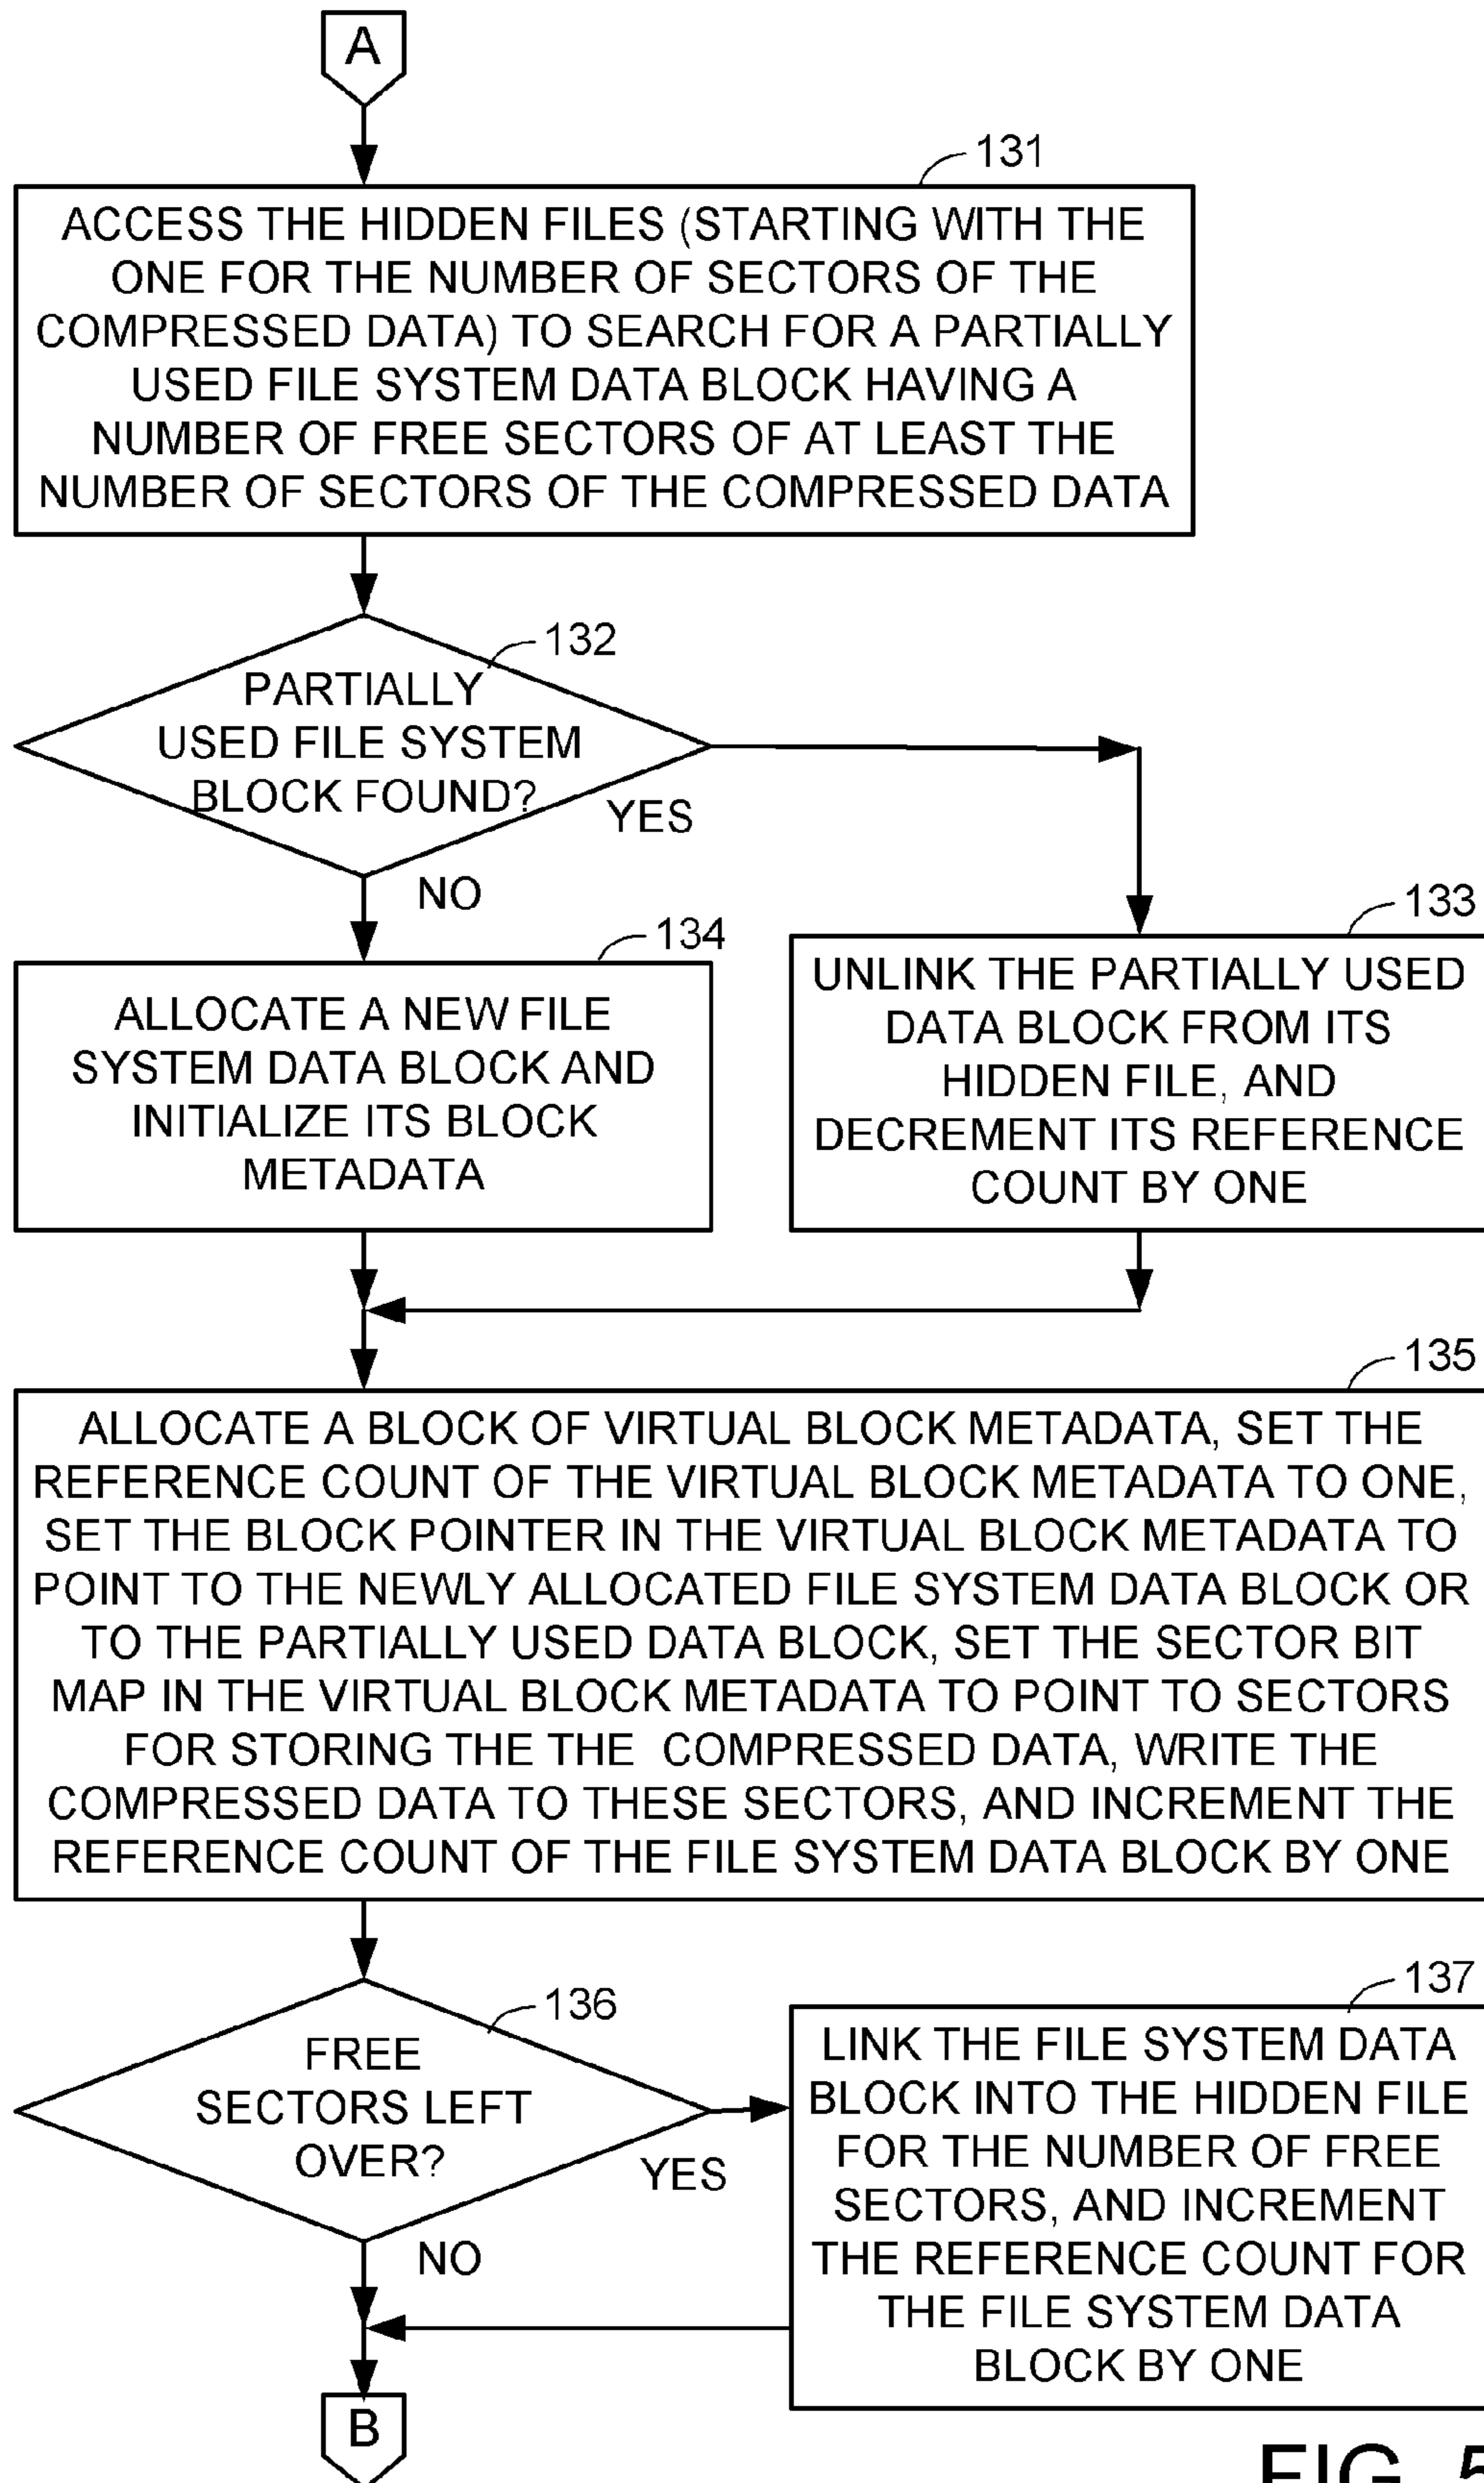 A
131
ACCESS THE HIDDEN FILES (STARTING WITH THE
ONE FOR THE NUMBER OF SECTORS OF THE
COMPRESSED DATA) TO SEARCH FOR A PARTIALLY
USED FILE SYSTEM DATA BLOCK HAVING A
NUMBER OF FREE SECTORS OF AT LEAST THE
NUMBER OF SECTORS OF THE COMPRESSED DATA
132
PARTIALLY
USED FILE SYSTEM
BLOCK FOUND?
YES
NO
134
ALLOCATE A NEW FILE
SYSTEM DATA BLOCK AND
INITIALIZE ITS BLOCK
METADATA
133
UNLINK THE PARTIALLY USED
DATA BLOCK FROM ITS
HIDDEN FILE, AND
DECREMENT ITS REFERENCE
COUNT BY ONE
135
ALLOCATE A BLOCK OF VIRTUAL BLOCK METADATA, SET THE
REFERENCE COUNT OF THE VIRTUAL BLOCK METADATA TO ONE,
SET THE BLOCK POINTER IN THE VIRTUAL BLOCK METADATA TO
POINT TO THE NEWLY ALLOCATED FILE SYSTEM DATA BLOCK OR
TO THE PARTIALLY USED DATA BLOCK, SET THE SECTOR BIT
MAP IN THE VIRTUAL BLOCK METADATA TO POINT TO SECTORS
FOR STORING THE THE COMPRESSED DATA, WRITE THE
COMPRESSED DATA TO THESE SECTORS, AND INCREMENT THE
REFERENCE COUNT OF THE FILE SYSTEM DATA BLOCK BY ONE
136
FREE
SECTORS LEFT
OVER?
YES
NO
137
LINK THE FILE SYSTEM DATA
BLOCK INTO THE HIDDEN FILE
FOR THE NUMBER OF FREE
SECTORS, AND INCREMENT
THE REFERENCE COUNT FOR
THE FILE SYSTEM DATA
BLOCK BY ONE
B
FIG. 5